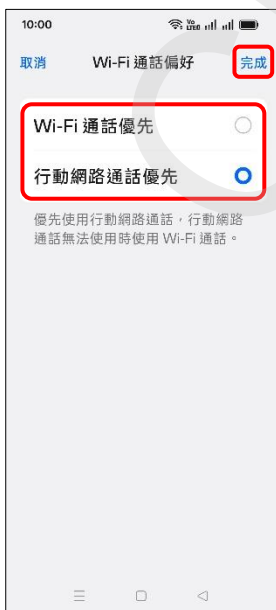 10:00
取消 Wi-Fi 通話偏好 完成
Wi-Fi 通話優先
行動網路通話優先
優先使用行動網路通話，行動網路
通話無法使用時使用 Wi-Fi 通話。